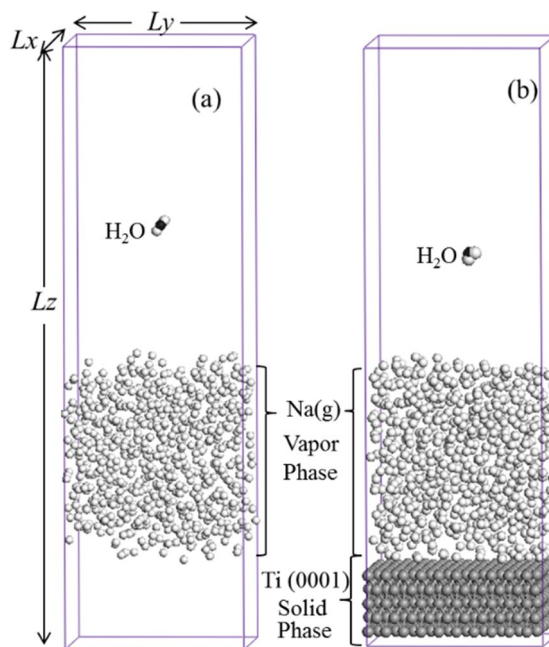 Lx
Ly
(a)
H₂O
Lz
(b)
H₂O
Na(g)
Vapor
Phase
Ti (0001)
Solid
Phase